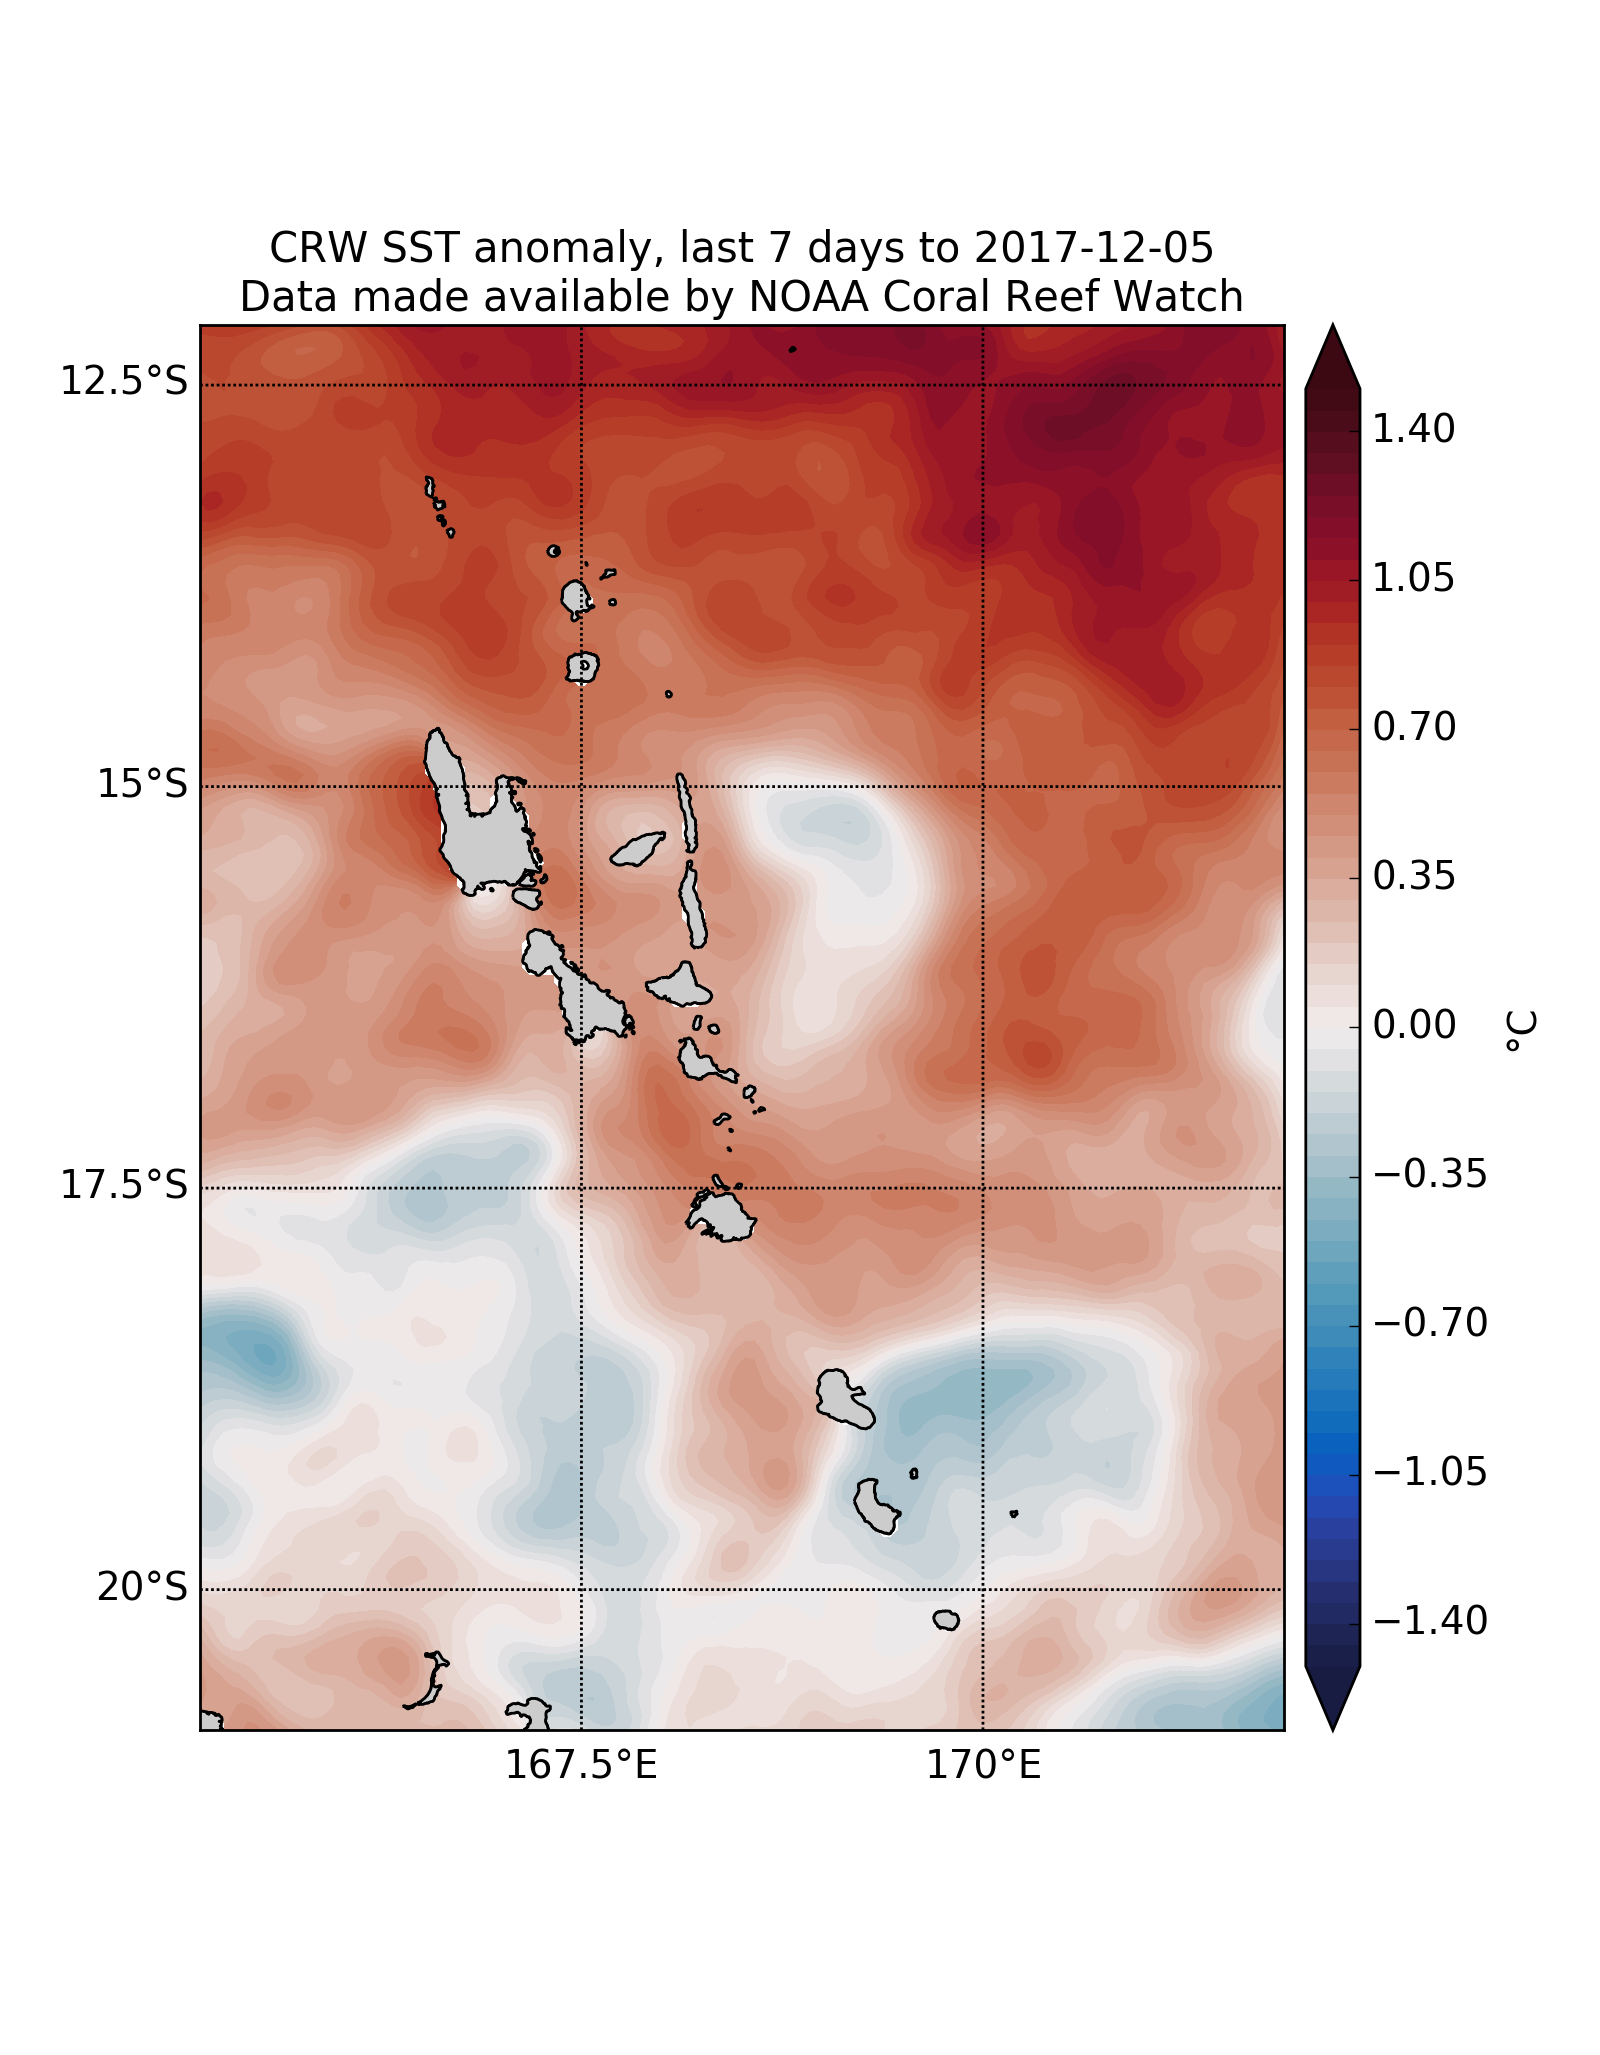 CRW SST anomaly, last 7 days to 2017-12-05
Data made available by NOAA Coral Reef Watch
12.5°S
15°S
17.5°S
20°S
167.5°E
170°E
1.40
1.05
0.70
0.35
0.00
−0.35
−0.70
−1.05
−1.40
°C